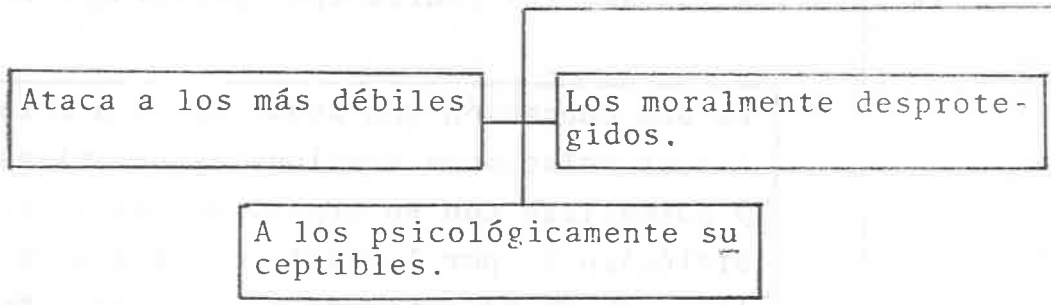 Ataca a los más débiles
Los moralmente desprote-
gidos.
A los psicológicamente su
ceptibles.